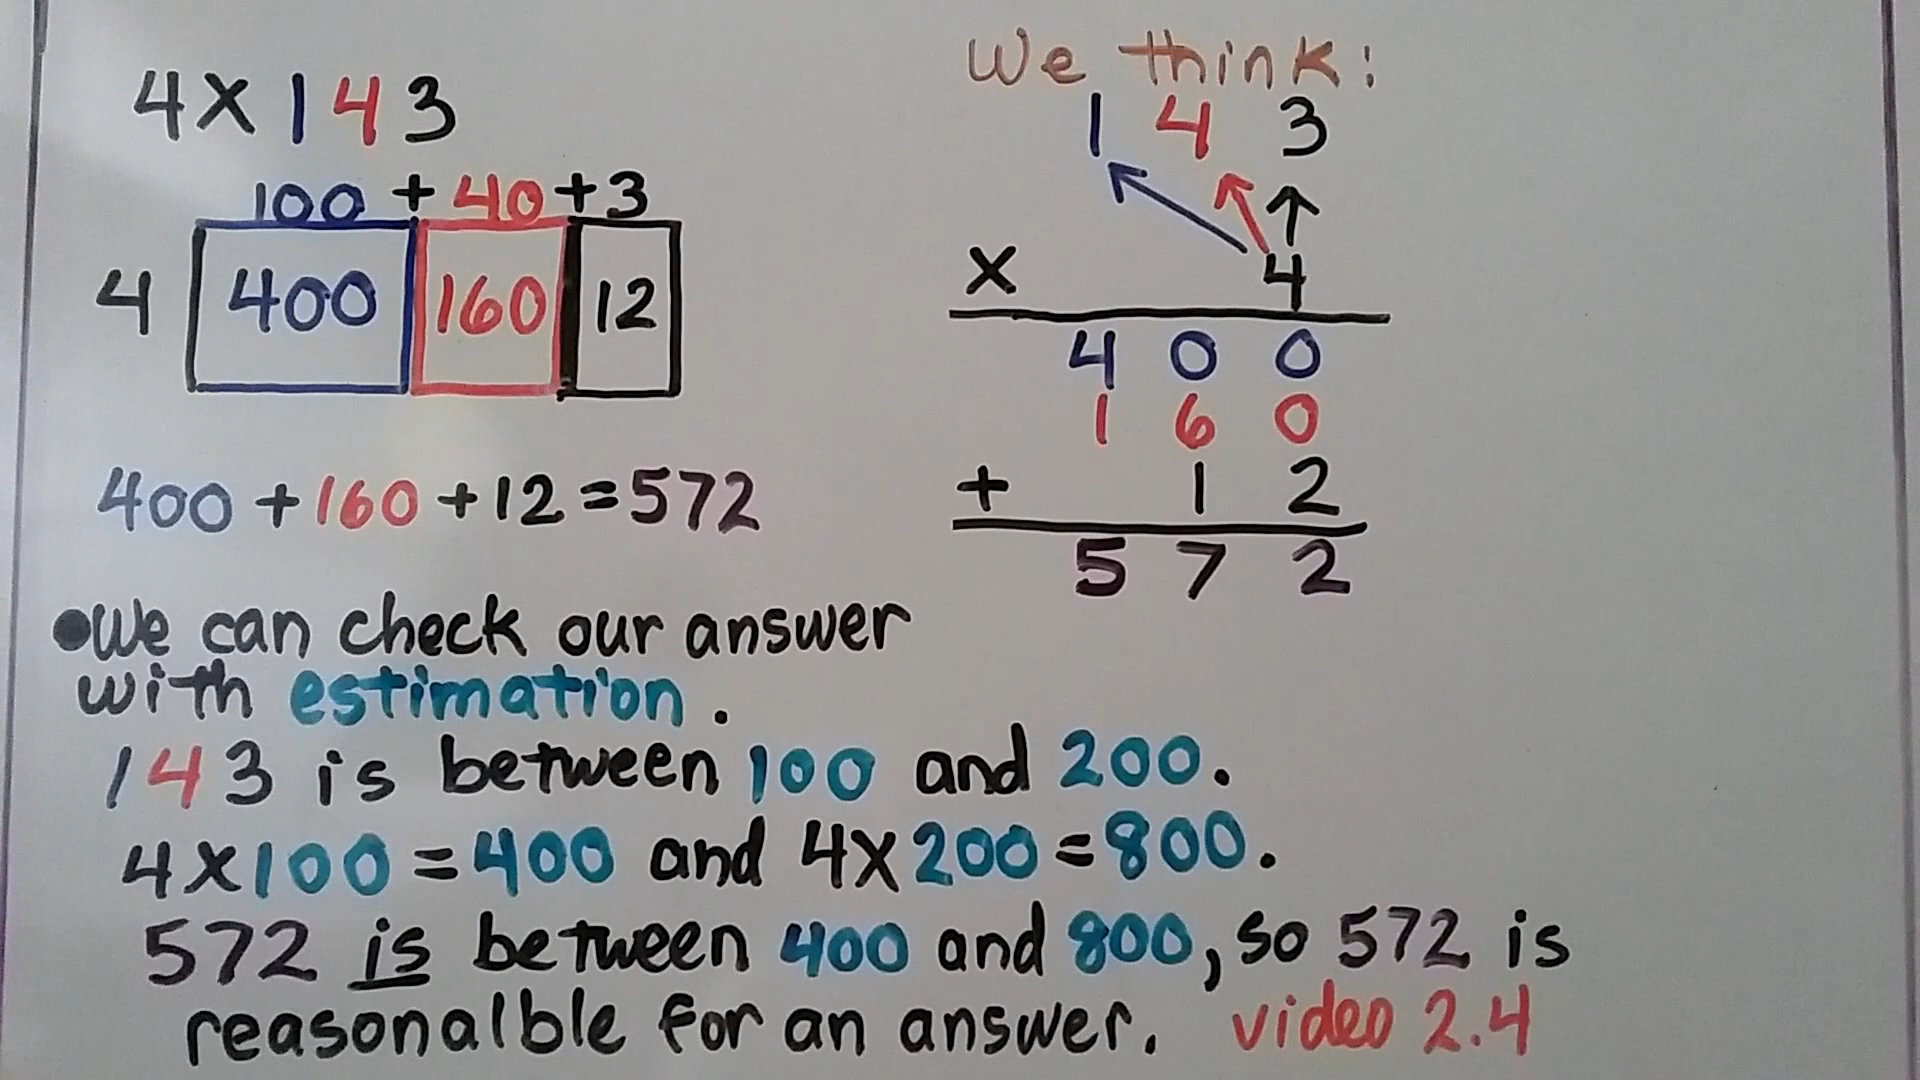 4x143
100 + 40 + 3
4 400 160 12
400 + 160 + 12 = 572
We think:
1 4 3
x 4
4 0 0
1 6 0
+ 1 2
5 7 2
•We can check our answer
with estimation.
143 is between 100 and 200.
4x100 = 400 and 4x200 = 800.
572 is between 400 and 800, so 572 is
reasonalble for an answer. video 2.4